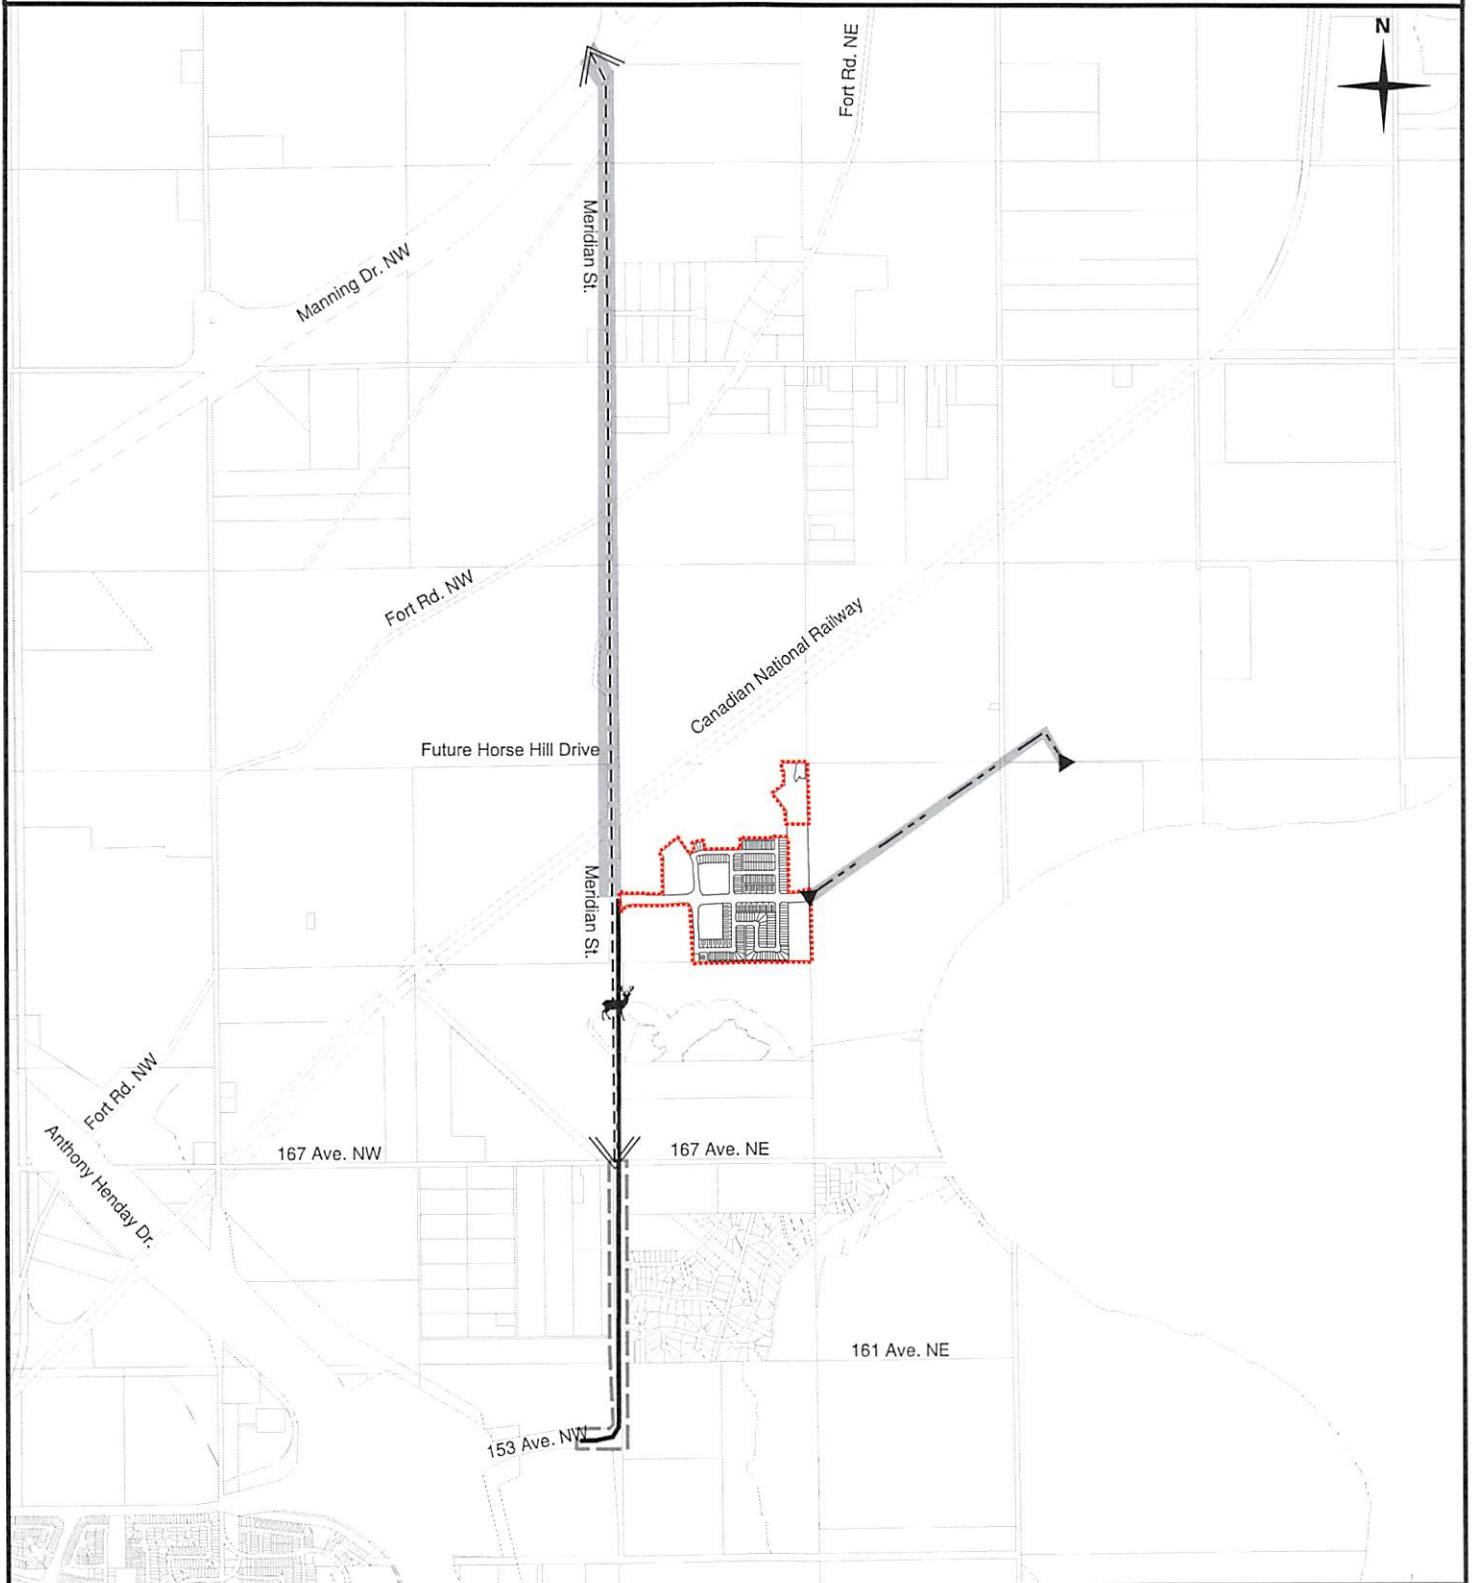 N
Fort Rd. NE
Meridian St.
Manning Dr. NW
Fort Rd. NW
Canadian National Railway
Future Horse Hill Drive
Meridian St.
Fort Rd. NW
Anthony Henday Dr.
167 Ave. NW
167 Ave. NE
161 Ave. NE
153 Ave. NW